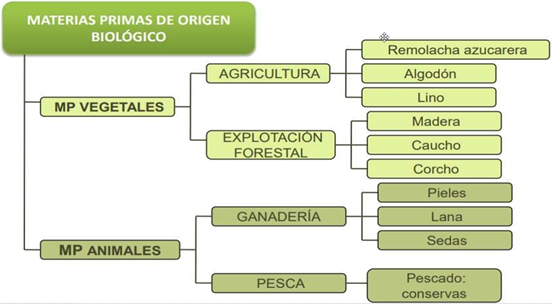 MATERIAS PRIMAS DE ORIGEN
BIOLÓGICO
MP VEGETALES
AGRICULTURA
Remolacha azucarera
Algodón
Lino
EXPLOTACIÓN
FORESTAL
Madera
Caucho
Corcho
MP ANIMALES
GANADERÍA
Pieles
Lana
Sedas
PESCA
Pescado:
conservas